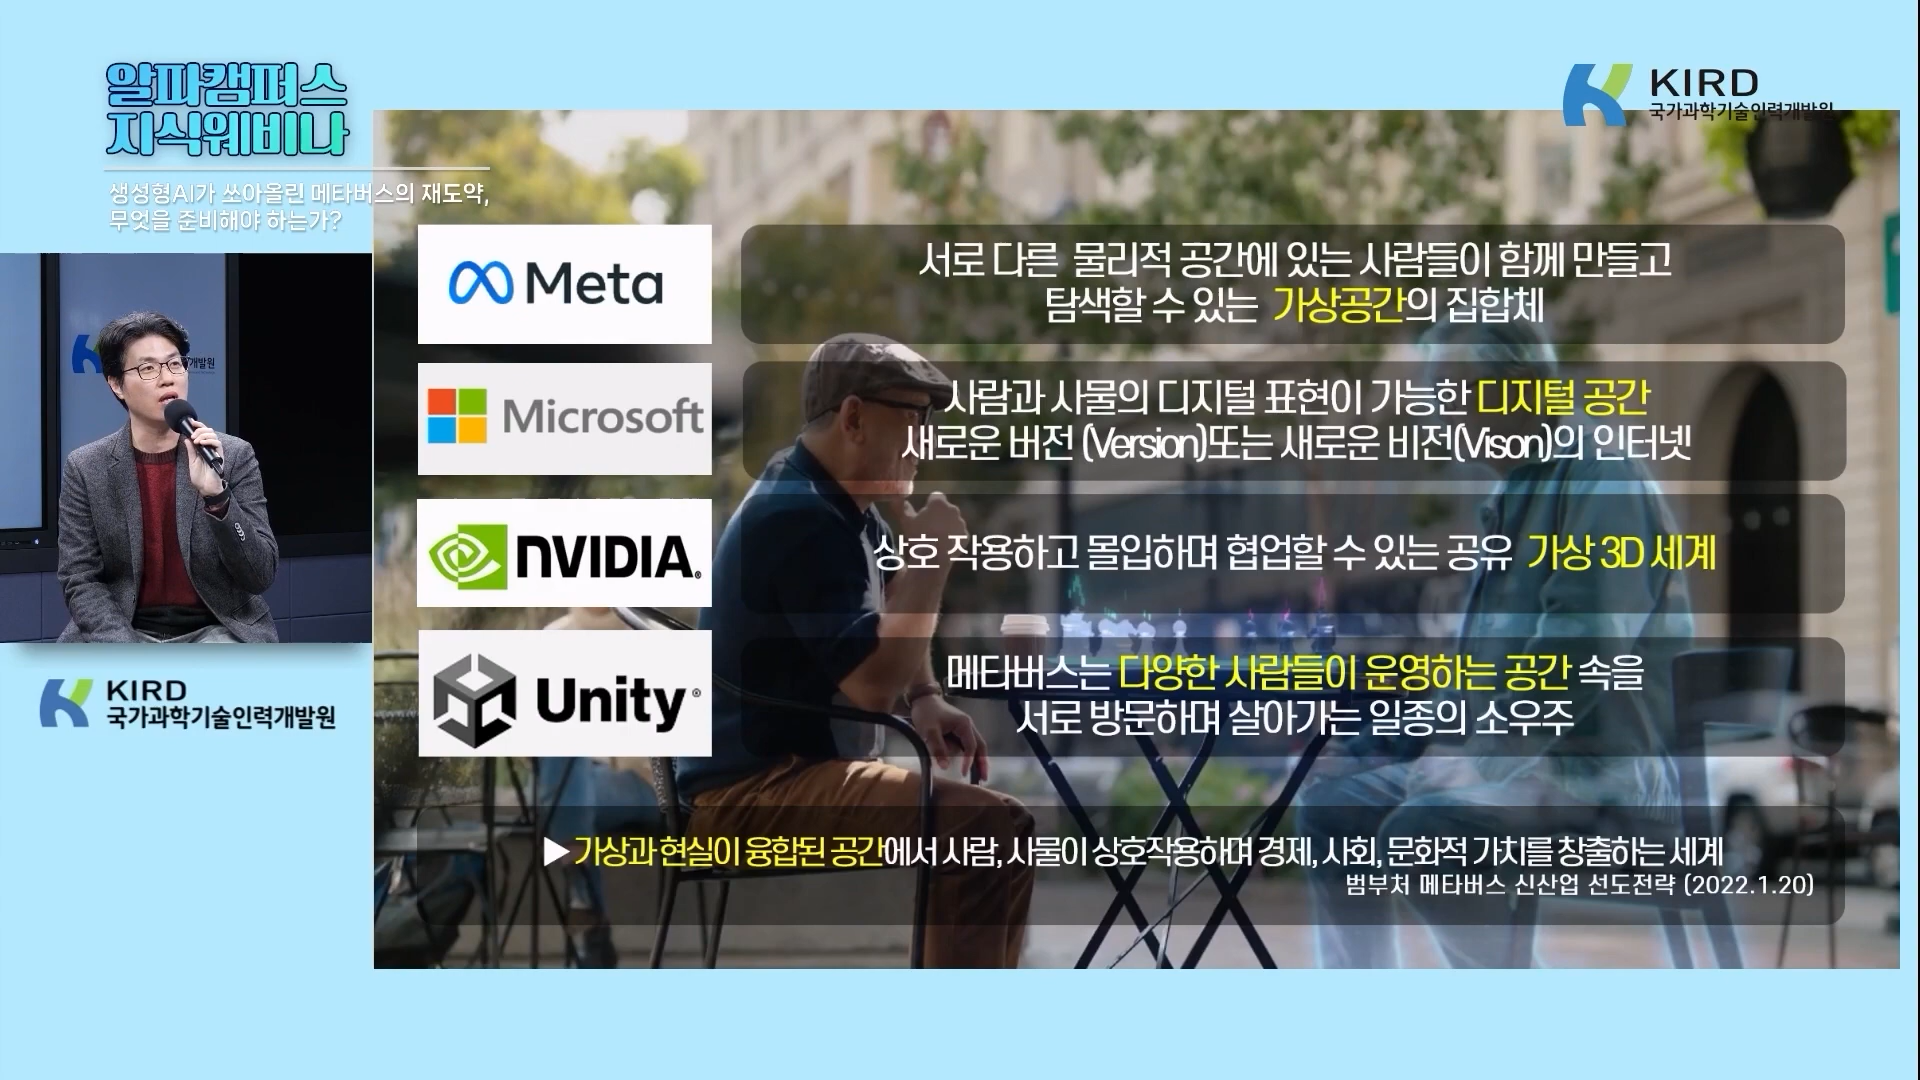 알파캠퍼스
지식웨비나
생성형AI가 쏘아올린 메타버스의 재도약,
무엇을 준비해야 하는가?
KIRD
국가과학기술인력개발원
개발원
KIRD
국가과학기술인력개발원
Meta
서로 다른 물리적 공간에 있는 사람들이 함께 만들고
탐색할 수 있는 가상공간의 집합체
Microsoft
사람과 사물의 디지털 표현이 가능한 디지털 공간
새로운 버전 (Version)또는 새로운 비전(Vison)의 인터넷
NVIDIA®
상호 작용하고 몰입하며 협업할 수 있는 공유 가상 3D 세계
Unity®
메타버스는 다양한 사람들이 운영하는 공간 속을
서로 방문하며 살아가는 일종의 소우주
▶가상과 현실이 융합된 공간에서 사람, 사물이 상호작용하며 경제, 사회, 문화적 가치를 창출하는 세계
범부처 메타버스 신산업 선도전략 (2022.1.20)